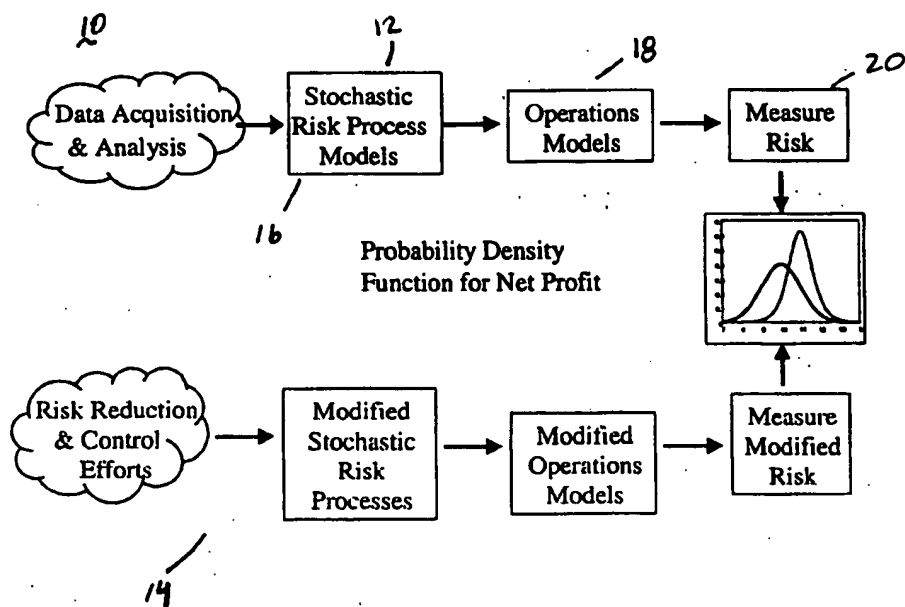 10
12
18
20
Data Acquisition
& Analysis
Stochastic
Risk Process
Models
Operations
Models
Measure
Risk
16
Probability Density
Function for Net Profit
Risk Reduction
& Control
Efforts
Modified
Stochastic
Risk
Processes
Modified
Operations
Models
Measure
Modified
Risk
14